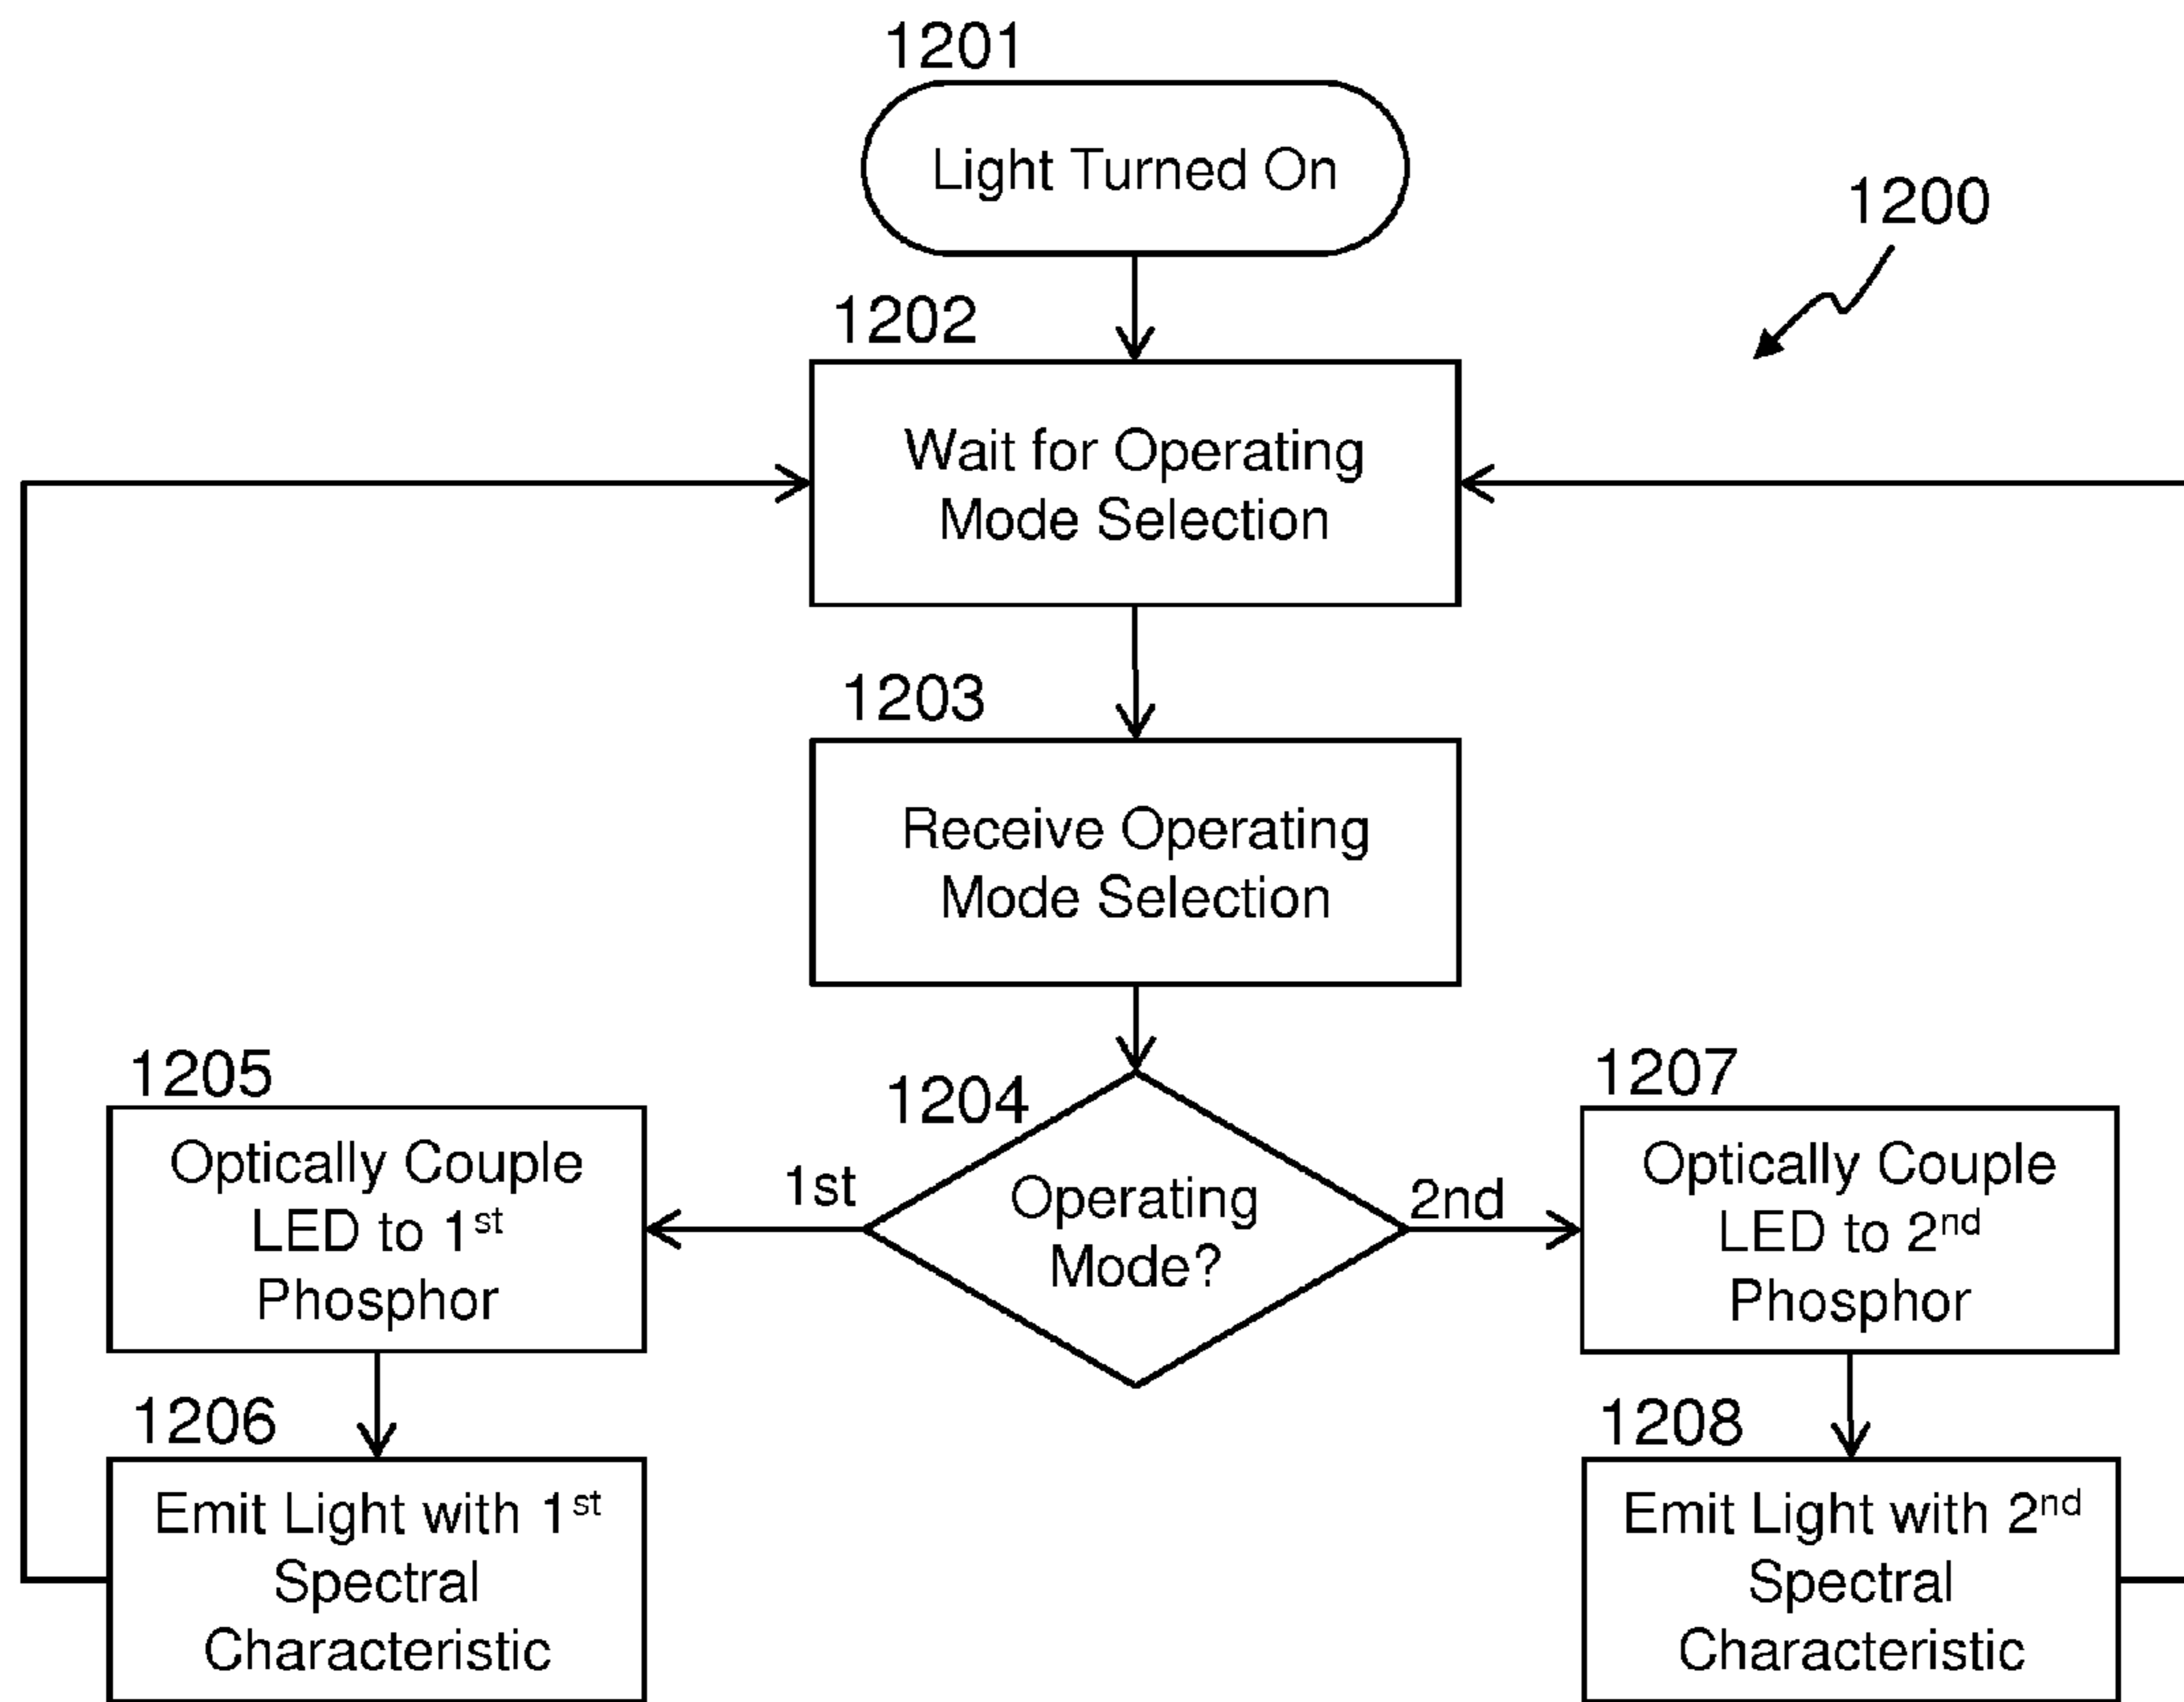 1201
Light Turned On
1200
1202
Wait for Operating
Mode Selection
1203
Receive Operating
Mode Selection
1204
Operating
Mode?
1st
2nd
1205
Optically Couple
LED to 1st
Phosphor
1207
Optically Couple
LED to 2nd
Phosphor
1206
Emit Light with 1st
Spectral
Characteristic
1208
Emit Light with 2nd
Spectral
Characteristic